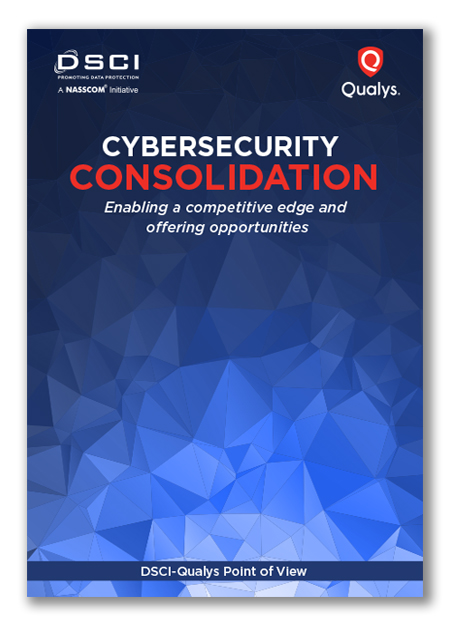 DSCI
PROMOTING DATA PROTECTION
A NASSCOM® Initiative
Qualys.
CYBERSECURITY
CONSOLIDATION
Enabling a competitive edge and
offering opportunities
DSCI-Qualys Point of View